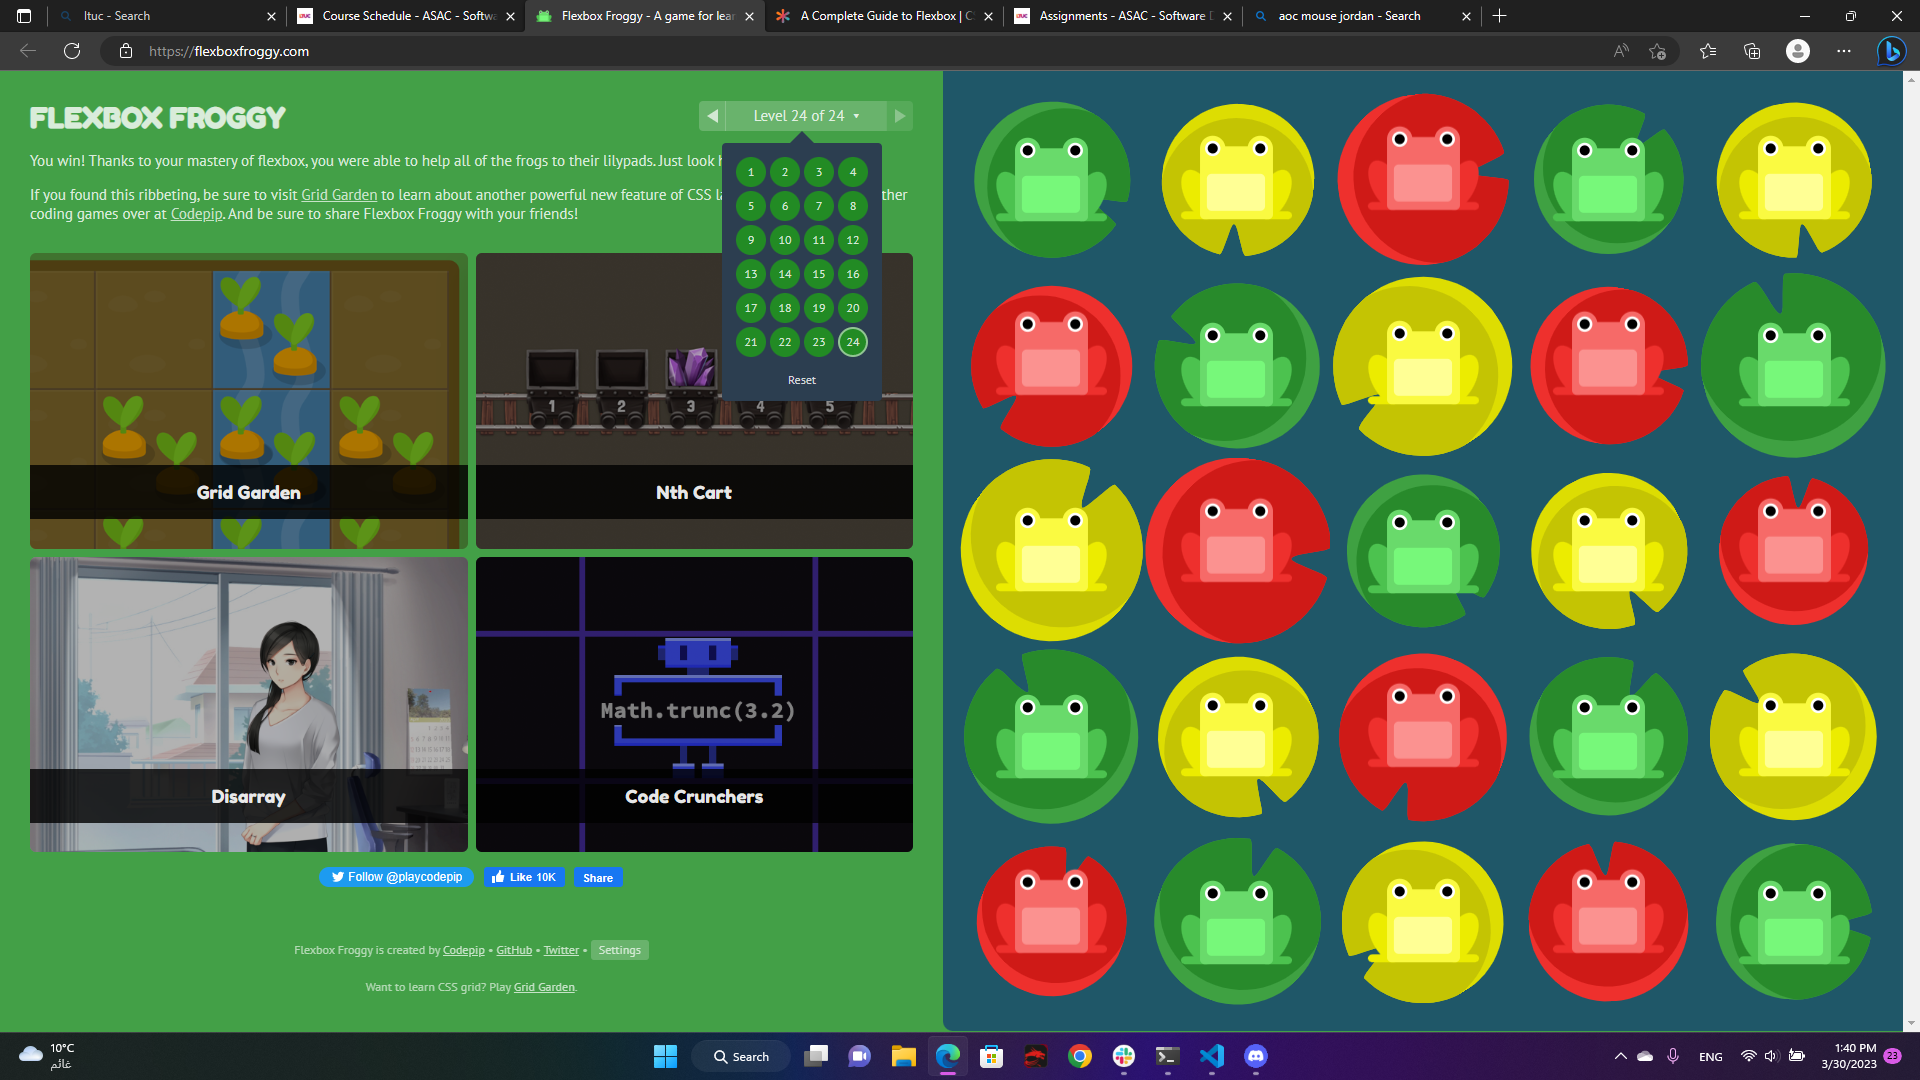 ltuc - Search
Course Schedule - ASAC - Softwa
Flexbox Froggy - A game for lear
A Complete Guide to Flexbox | C
Assignments - ASAC - Software D
aoc mouse jordan - Search
https://flexboxfroggy.com
FLEXBOX FROGGY
Level 24 of 24
You win! Thanks to your mastery of flexbox, you were able to help all of the frogs to their lilypads. Just look
If you found this ribbeting, be sure to visit Grid Garden to learn about another powerful new feature of CSS
ther
coding games over at Codepip. And be sure to share Flexbox Froggy with your friends!
1 2 3 4
5 6 7 8
9 10 11 12
13 14 15 16
17 18 19 20
21 22 23 24
Reset
1 2 3 4 5
Grid Garden
Nth Cart
Math.trunc(3.2)
Disarray
Code Crunchers
Follow @playcodepip
Like 10K
Share
Flexbox Froggy is created by Codepip • GitHub • Twitter • Settings
Want to learn CSS grid? Play Grid Garden.
10°C
غائم
Search
ENG
1:40 PM
3/30/2023
23